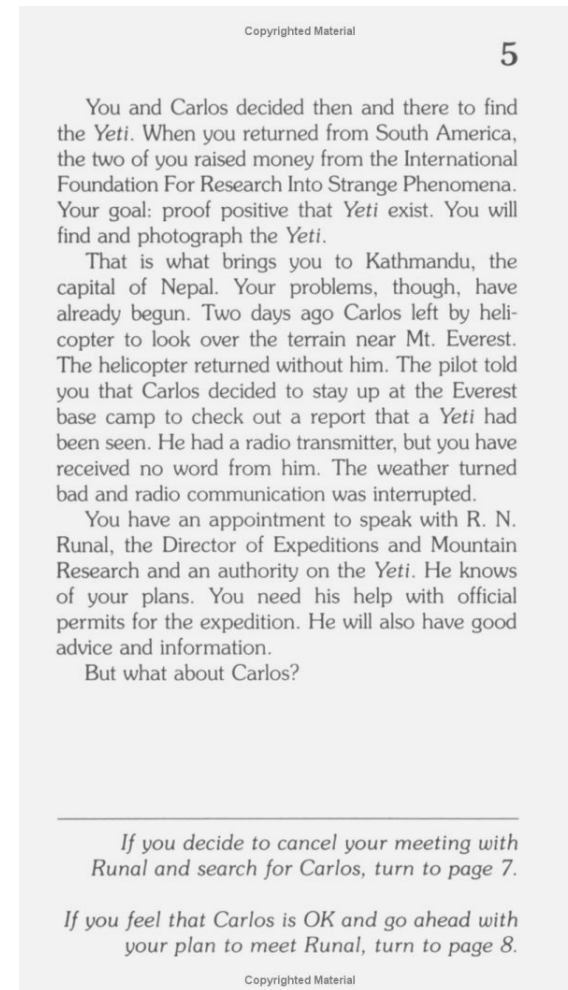 Copyrighted Material
5
You and Carlos decided then and there to find
the Yeti. When you returned from South America,
the two of you raised money from the International
Foundation For Research Into Strange Phenomena.
Your goal: proof positive that Yeti exist. You will
find and photograph the Yeti.
That is what brings you to Kathmandu, the
capital of Nepal. Your problems, though, have
already begun. Two days ago Carlos left by heli-
copter to look over the terrain near Mt. Everest.
The helicopter returned without him. The pilot told
you that Carlos decided to stay up at the Everest
base camp to check out a report that a Yeti had
been seen. He had a radio transmitter, but you have
received no word from him. The weather turned
bad and radio communication was interrupted.
You have an appointment to speak with R. N.
Runal, the Director of Expeditions and Mountain
Research and an authority on the Yeti. He knows
of your plans. You need his help with official
permits for the expedition. He will also have good
advice and information.
But what about Carlos?
If you decide to cancel your meeting with
Runal and search for Carlos, turn to page 7.
If you feel that Carlos is OK and go ahead with
your plan to meet Runal, turn to page 8.
Copyrighted Material